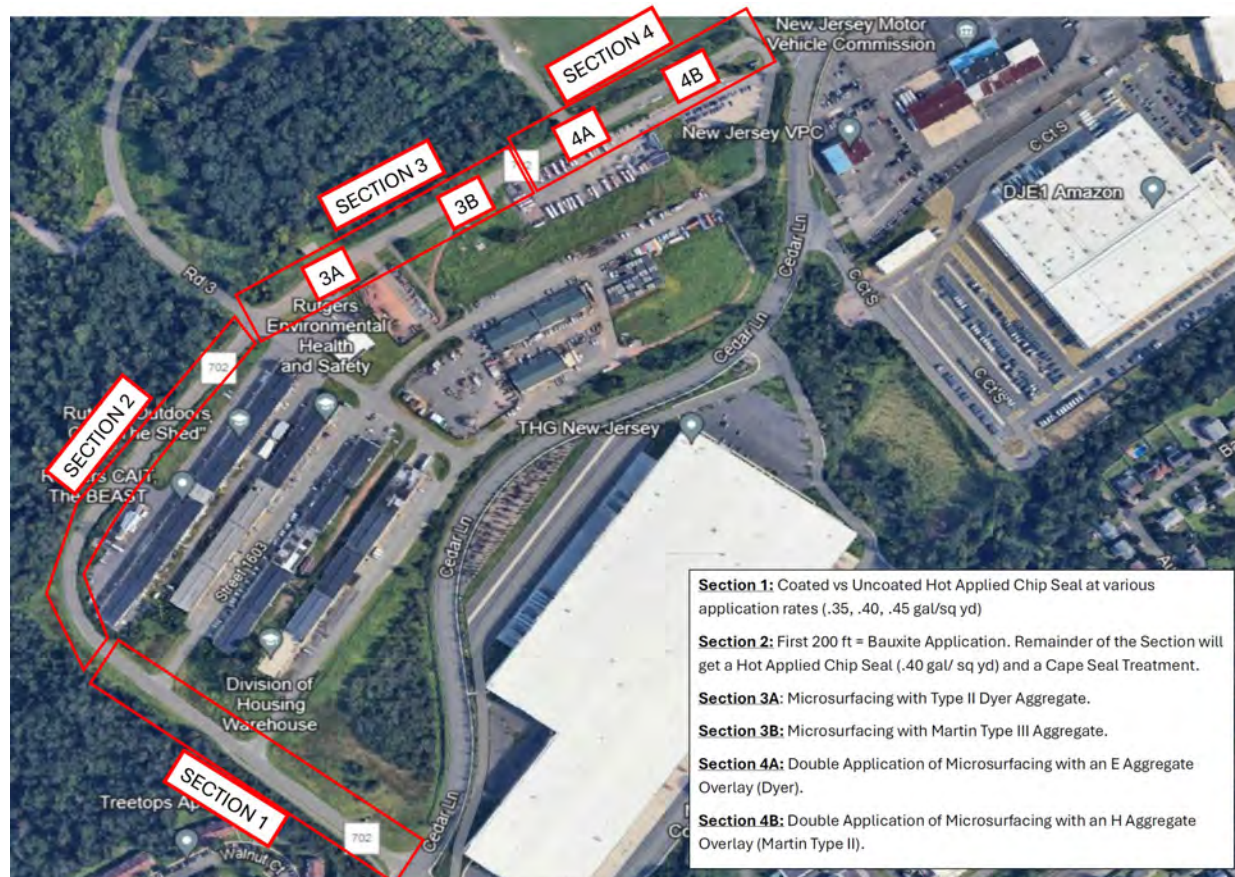 SECTION 4
4B
4A
New Jersey Motor
Vehicle Commission
New Jersey VPC
C Ct S
DJE1 Amazon
SECTION 3
3B
3A
Rd 3
Rutgers
Environmental
Health
and Safety
Cedar Ln
C Ct S
C Ct S
Cedar Ln
702
SECTION 2
Outdoors
The Shed"
CAIT,
The BEAST
THG New Jersey
Street 1603
Cedar Ln
Division of
Housing
Warehouse
SECTION 1
Treetops
Walnut Ct
702
Cedar Ln
Section 1: Coated vs Uncoated Hot Applied Chip Seal at various
application rates (.35, .40, .45 gal/sq yd)
Section 2: First 200 ft = Bauxite Application. Remainder of the Section will
get a Hot Applied Chip Seal (.40 gal/ sq yd) and a Cape Seal Treatment.
Section 3A: Microsurfacing with Type II Dyer Aggregate.
Section 3B: Microsurfacing with Martin Type III Aggregate.
Section 4A: Double Application of Microsurfacing with an E Aggregate
Overlay (Dyer).
Section 4B: Double Application of Microsurfacing with an H Aggregate
Overlay (Martin Type II).